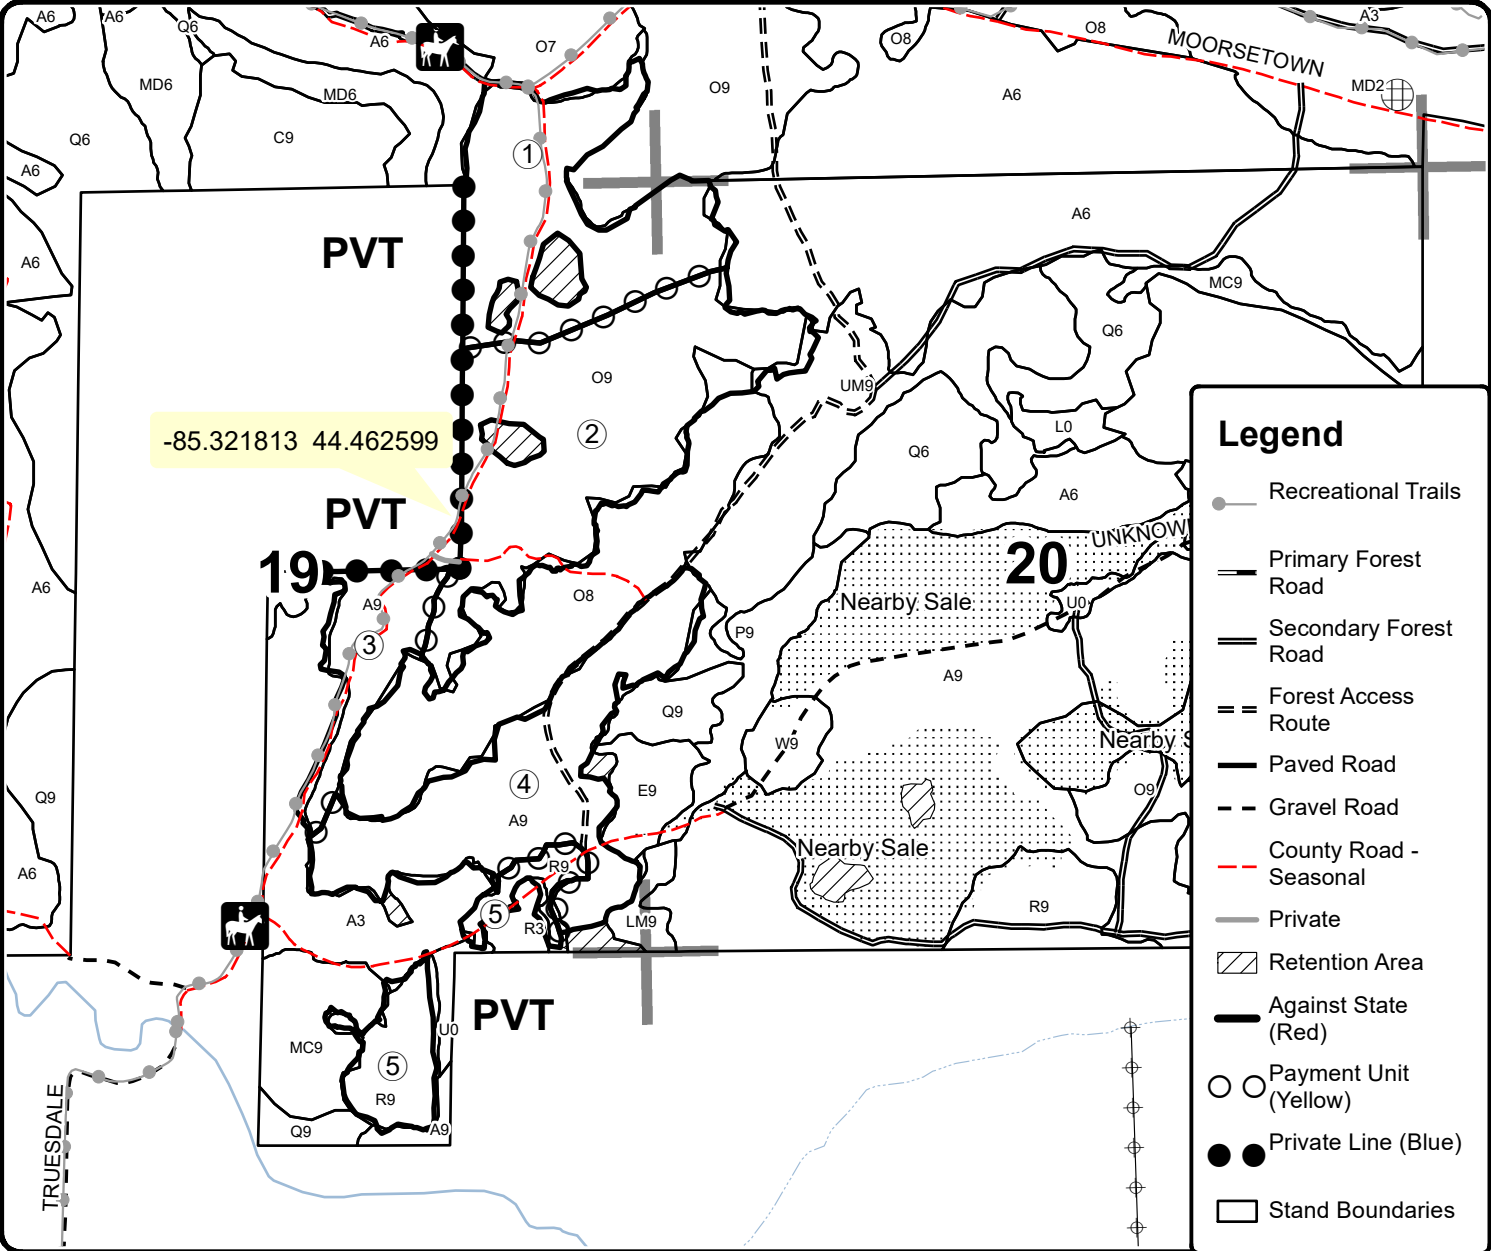 A6
A6
Q6
A6
O7
O8
O8
A3
MOORSETOWN
MD6
MD6
O9
A6
MD2
Q6
C9
1
A6
A6
PVT
A6
MC9
Q6
O9
UM9
2
L0
-85.321813 44.462599
Q6
A6
PVT
UNKNOW
19
20
A6
A9
O8
Nearby Sale
U0
P9
3
A9
Q9
W9
Nearby S
4
E9
O9
Q9
A9
Nearby Sale
R9
A6
A3
5
R3
LM9
R9
PVT
U0
MC9
5
R9
Q9
A9
TRUESDALE
Legend
Recreational Trails
Primary Forest
Road
Secondary Forest
Road
Forest Access
Route
Paved Road
Gravel Road
County Road -
Seasonal
Private
Retention Area
Against State
(Red)
Payment Unit
(Yellow)
Private Line (Blue)
Stand Boundaries